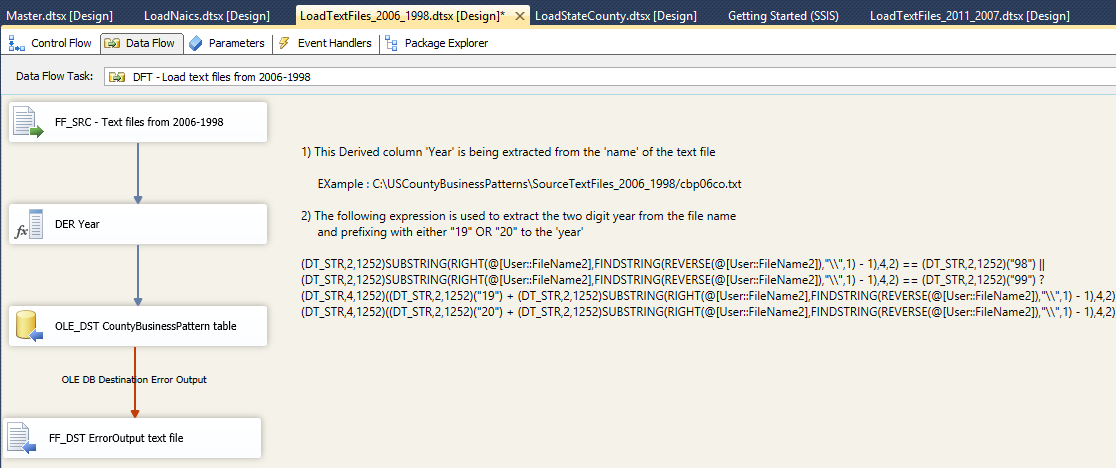 Master.dtsx [Design] LoadNaics.dtsx [Design] LoadTextFiles_2006_1998.dtsx [Design]* LoadStateCounty.dtsx [Design] Getting Started (SSIS) LoadTextFiles_2011_2007.dtsx [Design]
Control Flow Data Flow Parameters Event Handlers Package Explorer
Data Flow Task: DFT - Load text files from 2006-1998
FF_SRC - Text files from 2006-1998
DER Year
OLE_DST CountyBusinessPattern table
OLE DB Destination Error Output
FF_DST ErrorOutput text file
1) This Derived column 'Year' is being extracted from the 'name' of the text file
EXample : C:\USCountyBusinessPatterns\SourceTextFiles_2006_1998/cbp06co.txt
2) The following expression is used to extract the two digit year from the file name
and prefixing with either "19" OR "20" to the 'year'
(DT_STR,2,1252)SUBSTRING(RIGHT(@[User::FileName2],FINDSTRING(REVERSE(@[User::FileName2]),"\\",1) - 1),4,2) == (DT_STR,2,1252)("98") ||
(DT_STR,2,1252)SUBSTRING(RIGHT(@[User::FileName2],FINDSTRING(REVERSE(@[User::FileName2]),"\\",1) - 1),4,2) == (DT_STR,2,1252)("99") ?
(DT_STR,4,1252)((DT_STR,2,1252)("19") + (DT_STR,2,1252)SUBSTRING(RIGHT(@[User::FileName2],FINDSTRING(REVERSE(@[User::FileName2]),"\\",1) - 1),4,2)
(DT_STR,4,1252)((DT_STR,2,1252)("20") + (DT_STR,2,1252)SUBSTRING(RIGHT(@[User::FileName2],FINDSTRING(REVERSE(@[User::FileName2]),"\\",1) - 1),4,2)